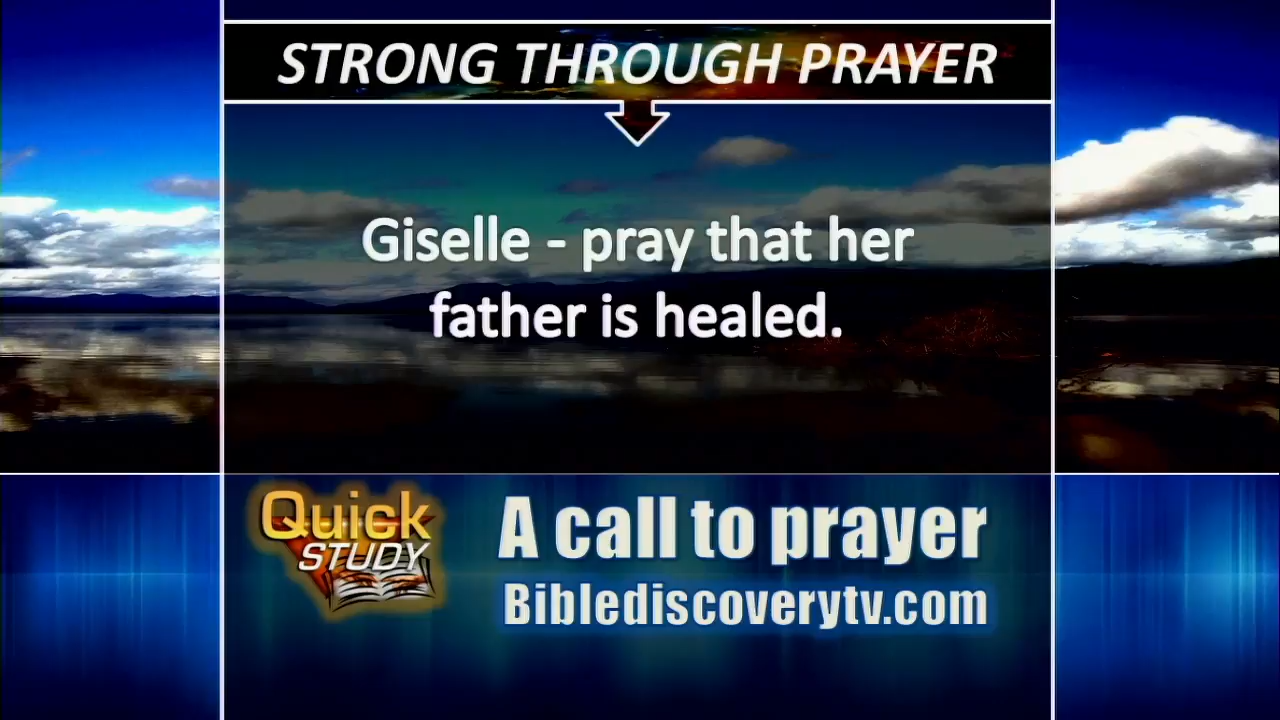 STRONG THROUGH PRAYER
Giselle - pray that her
father is healed.
Quick
STUDY
A call to prayer
Biblediscoverytv.com